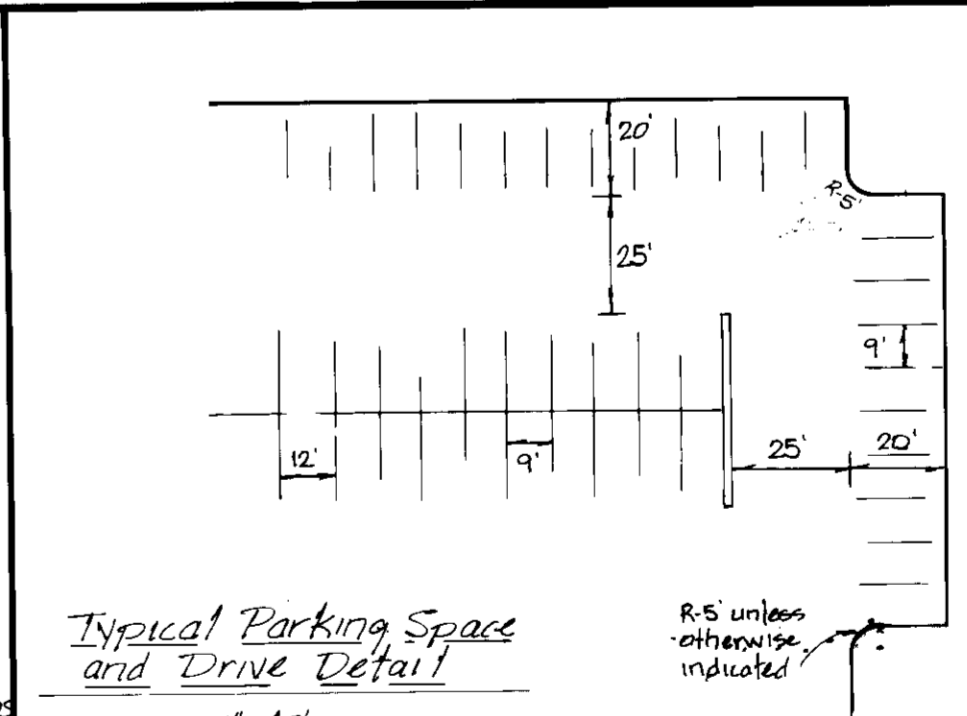 20'
R-5'
25'
9'
12'
9'
25'
20'
Typical Parking Space
and Drive Detail
R-5' unless
otherwise
indicated